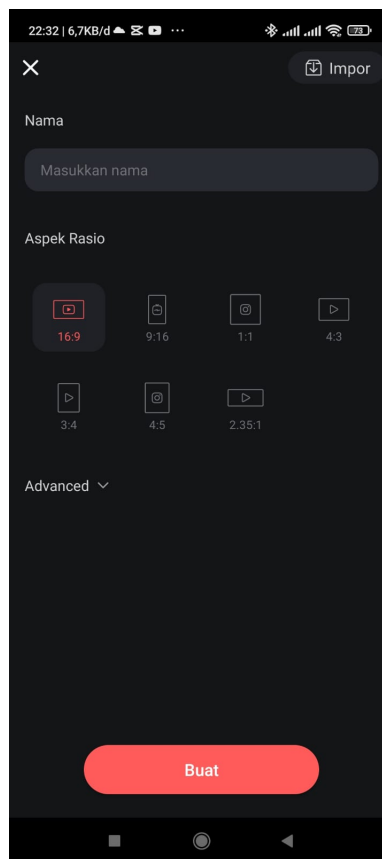 22:32 | 6,7KB/d ... 73
Impor
Nama
Masukkan nama
Aspek Rasio
16:9 9:16 1:1 4:3
3:4 4:5 2.35:1
Advanced
Buat